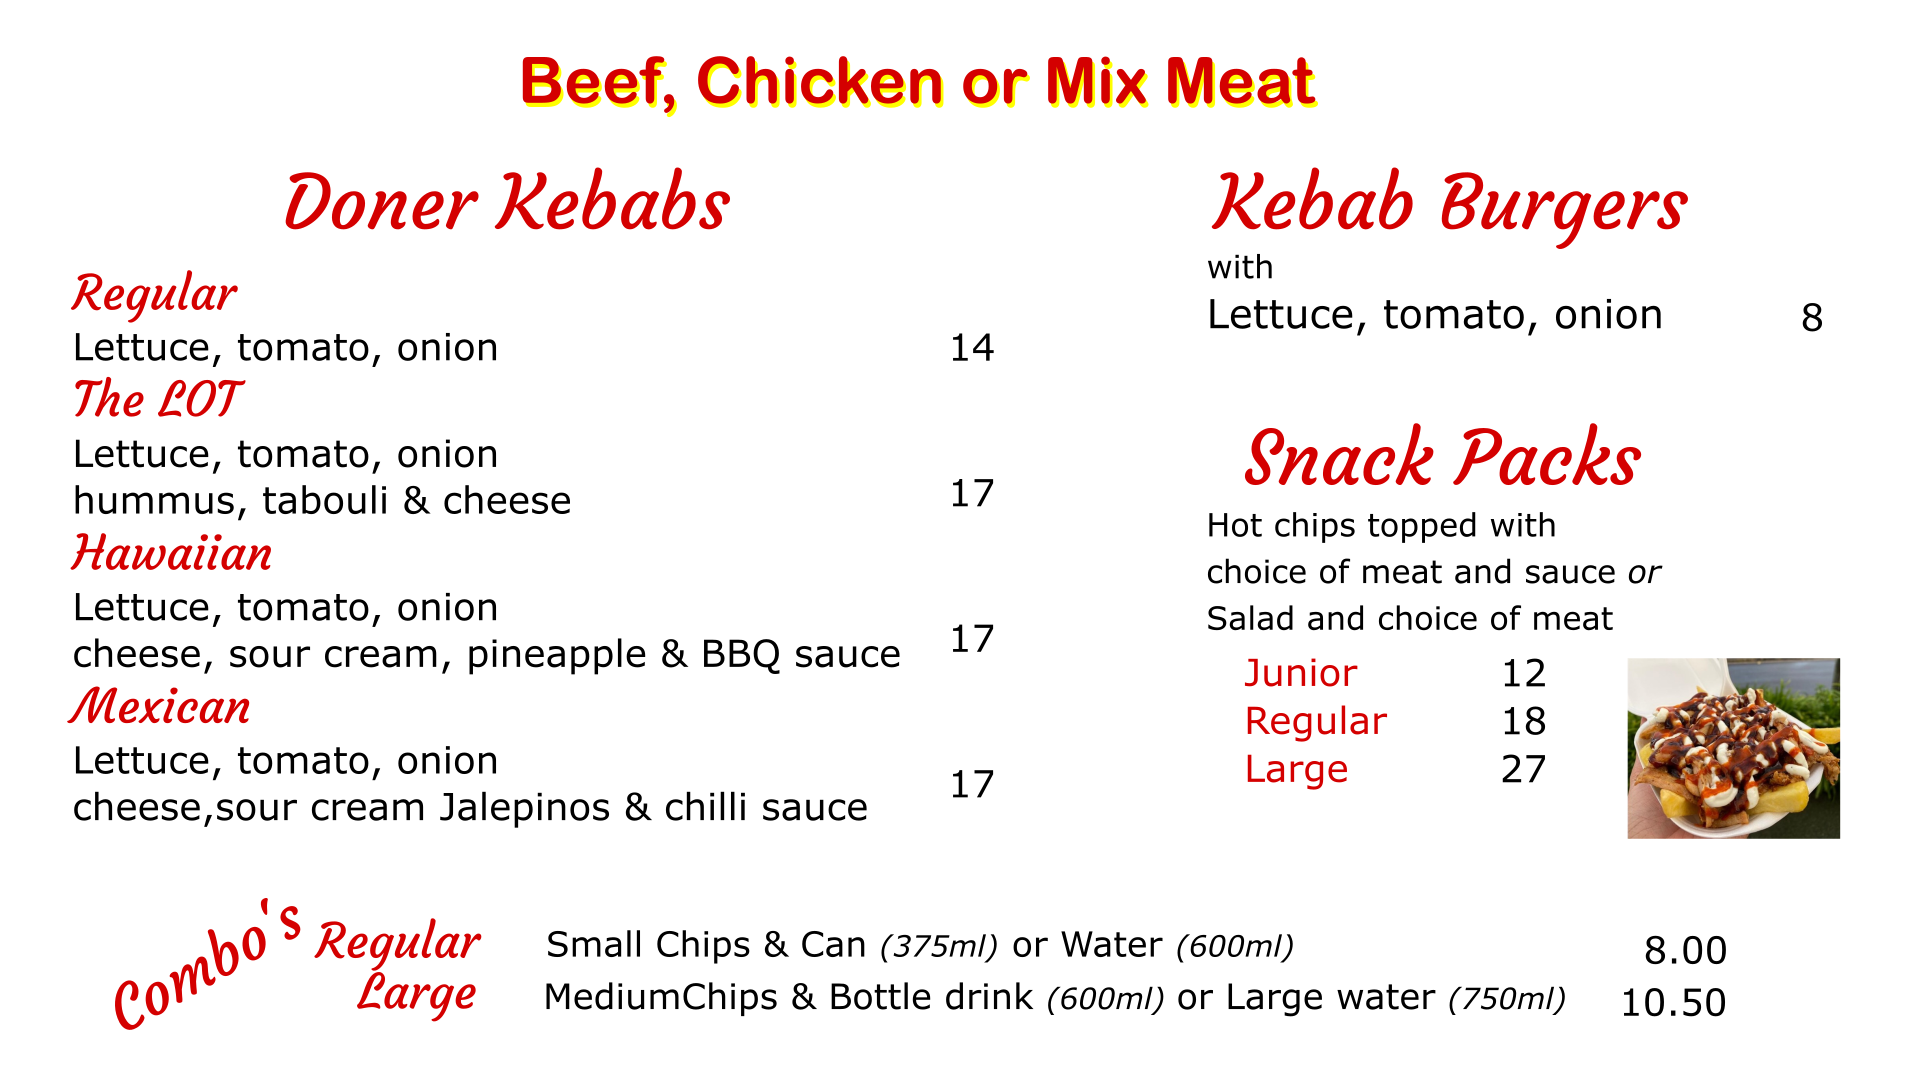 Beef, Chicken or Mix Meat
Doner Kebabs
Regular
Lettuce, tomato, onion 14
The LOT
Lettuce, tomato, onion
hummus, tabouli & cheese 17
Hawaiian
Lettuce, tomato, onion
cheese, sour cream, pineapple & BBQ sauce 17
Mexican
Lettuce, tomato, onion
cheese,sour cream Jalepinos & chilli sauce 17
Kebab Burgers
with
Lettuce, tomato, onion 8
Snack Packs
Hot chips topped with
choice of meat and sauce or
Salad and choice of meat
Junior 12
Regular 18
Large 27
Combo's
Regular Small Chips & Can (375ml) or Water (600ml) 8.00
Large MediumChips & Bottle drink (600ml) or Large water (750ml) 10.50